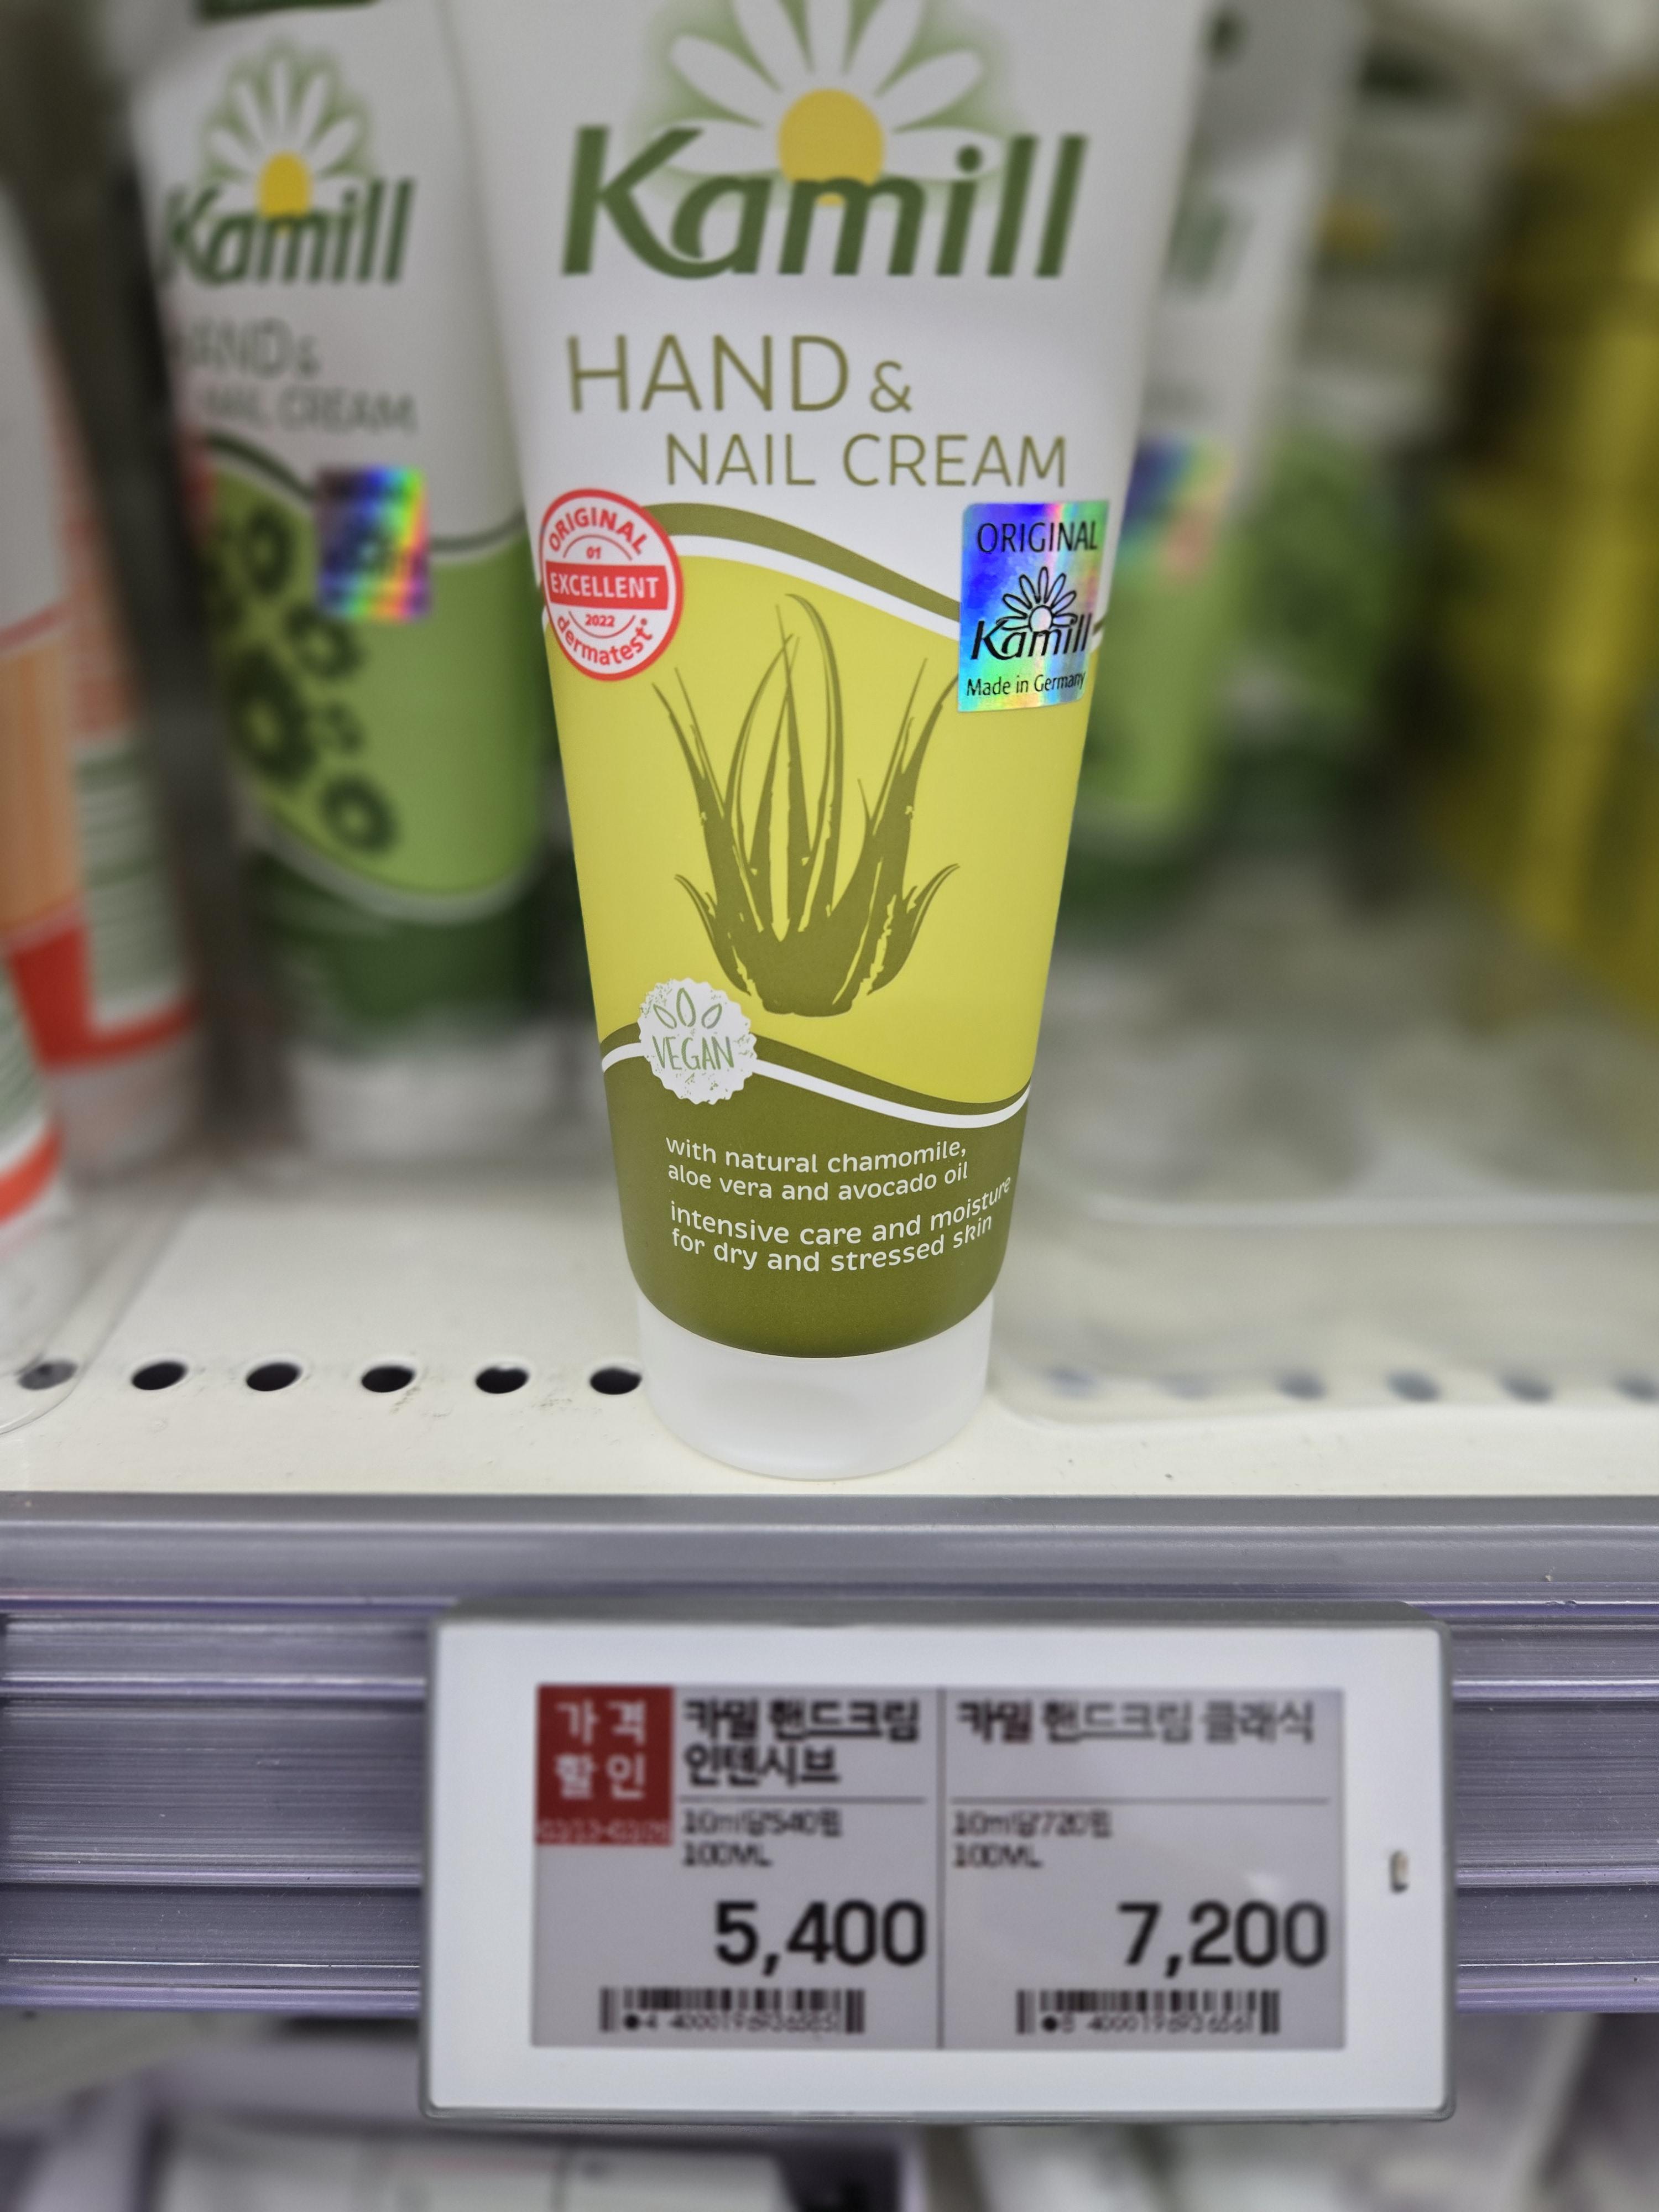 Kamill
HAND &
NAIL CREAM
Kamill
HAND &
NAIL CREAM
ORIGINAL
01
EXCELLENT
2022
dermatest®
ORIGINAL
Kamill
Made in Germany
VEGAN
with natural chamomile,
aloe vera and avocado oil
intensive care and moisture
for dry and stressed skin
가격
할인
카밀 핸드크림
인텐시브
10ml당540원
100ML
5,400
카밀 핸드크림 클래식
10ml당720원
100ML
7,200